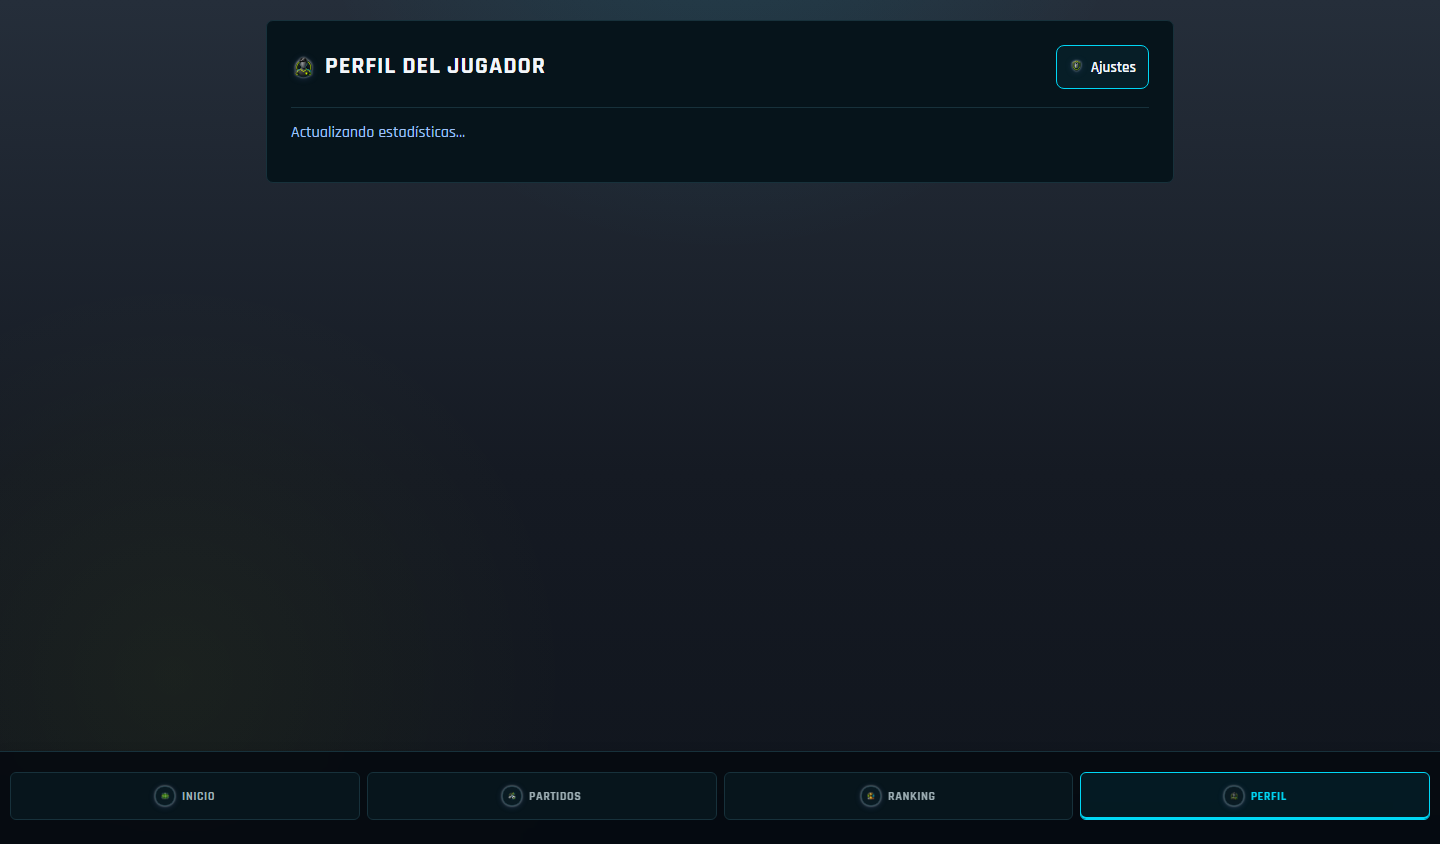 PERFIL DEL JUGADOR
Ajustes
Actualizando estadísticas...
INICIO
PARTIDOS
RANKING
PERFIL